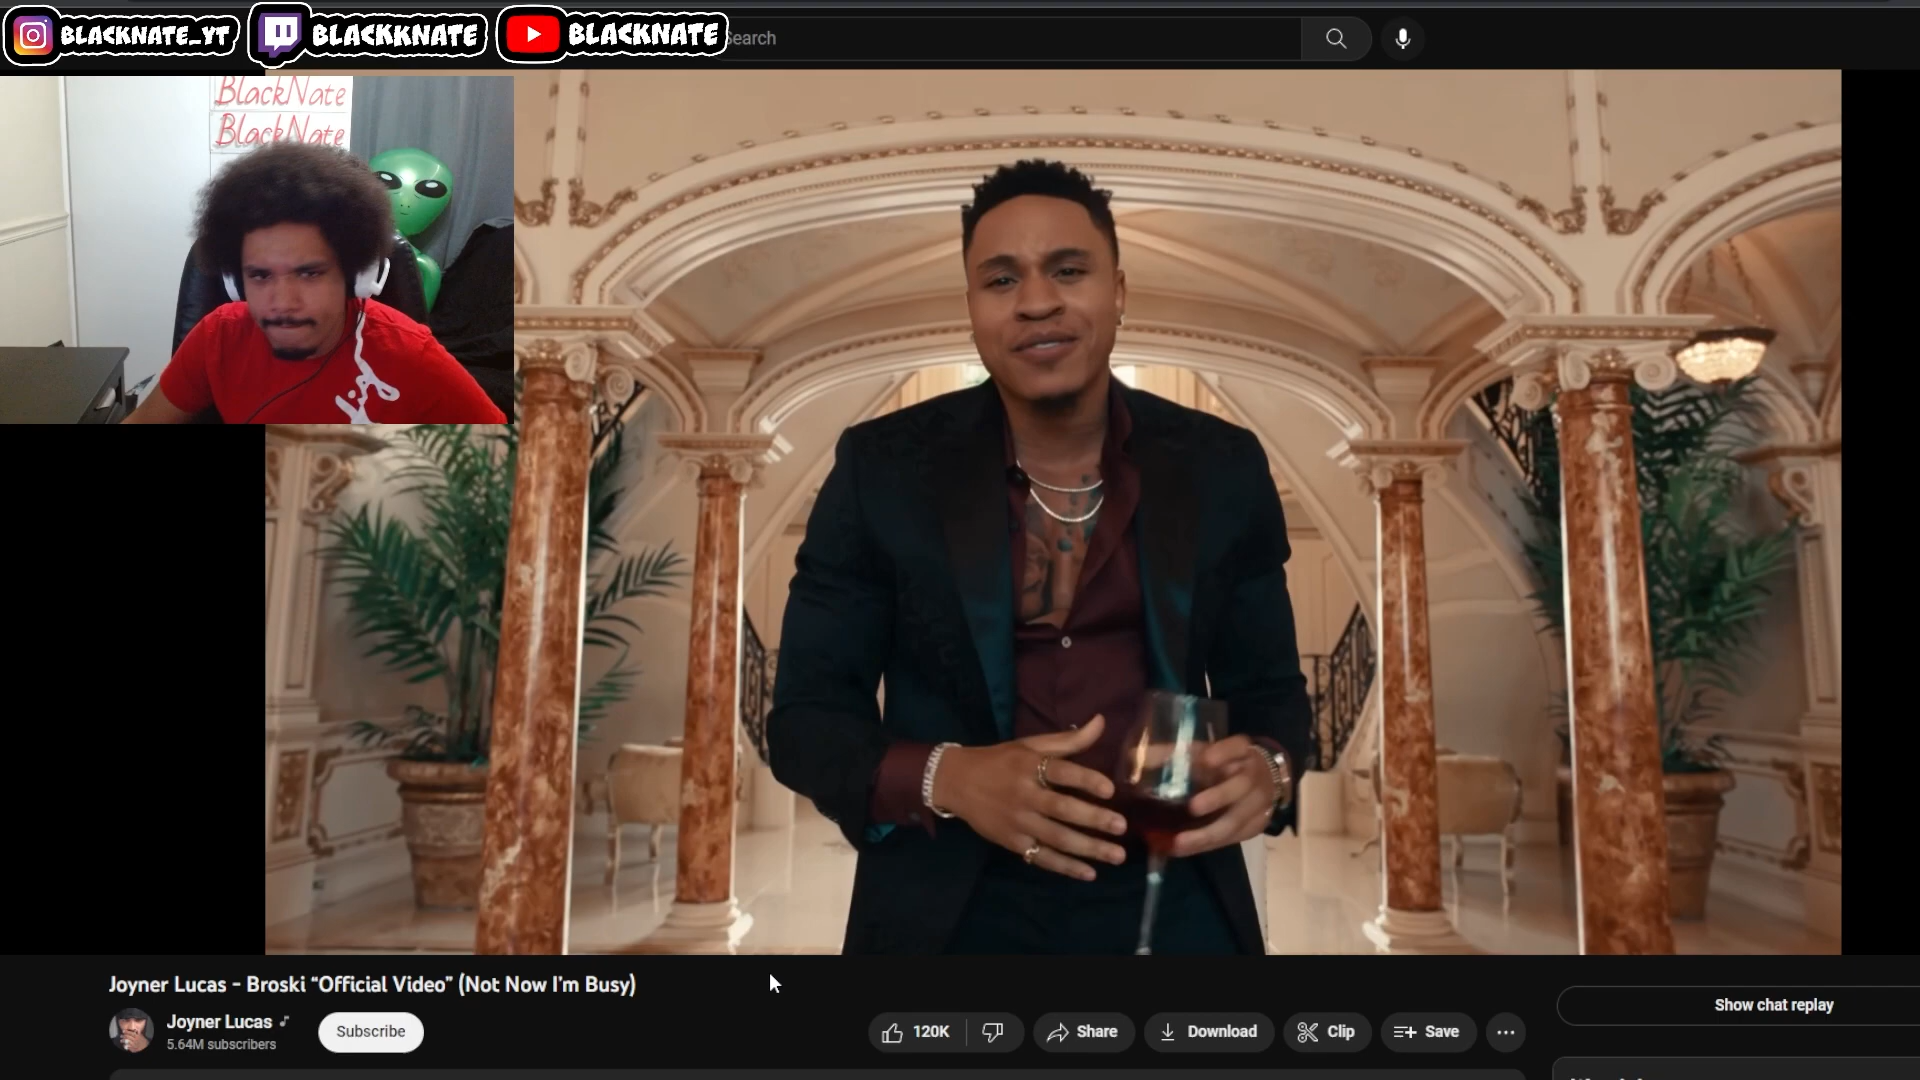 BLACKNATE_YT
BLACKKNATE
BLACKNATE
Search
BlackNate
BlackNate
Joyner Lucas - Broski “Official Video” (Not Now I'm Busy)
Joyner Lucas
5.64M subscribers
Subscribe
120K
Share
Download
Clip
Save
Show chat replay